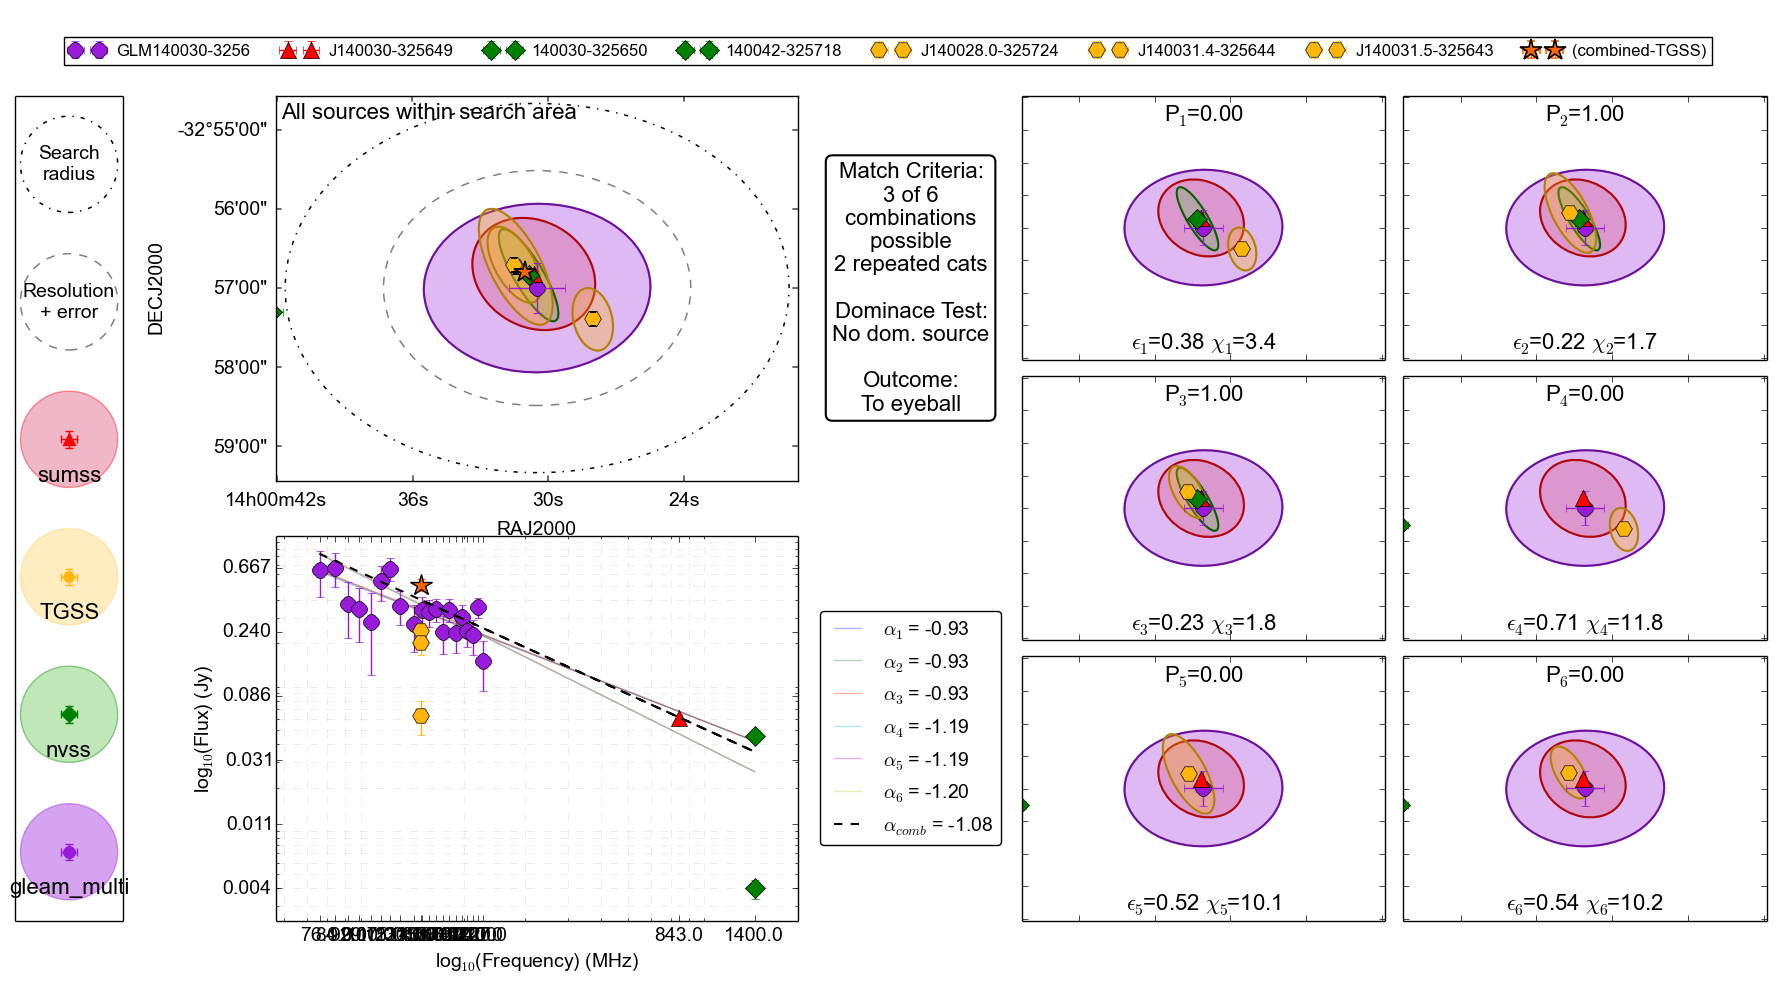 GLM140030-3256 J140030-325649 140030-325650 140042-325718 J140028.0-325724 J140031.4-325644 J140031.5-325643 (combined-TGSS)
Search
radius
Resolution
+ error
sumss
TGSS
nvss
gleam_multi
All sources within search area
DECJ2000
-32°55'00"
56'00"
57'00"
58'00"
59'00"
14h00m42s 36s 30s 24s
RAJ2000
Match Criteria:
3 of 6
combinations
possible
2 repeated cats
Dominace Test:
No dom. source
Outcome:
To eyeball
log10(Flux) (Jy)
0.667
0.240
0.086
0.031
0.011
0.004
843.0 1400.0
log10(Frequency) (MHz)
α1 = -0.93
α2 = -0.93
α3 = -0.93
α4 = -1.19
α5 = -1.19
α6 = -1.20
αcomb = -1.08
P1=0.00
ϵ1=0.38 χ1=3.4
P2=1.00
ϵ2=0.22 χ2=1.7
P3=1.00
ϵ3=0.23 χ3=1.8
P4=0.00
ϵ4=0.71 χ4=11.8
P5=0.00
ϵ5=0.52 χ5=10.1
P6=0.00
ϵ6=0.54 χ6=10.2